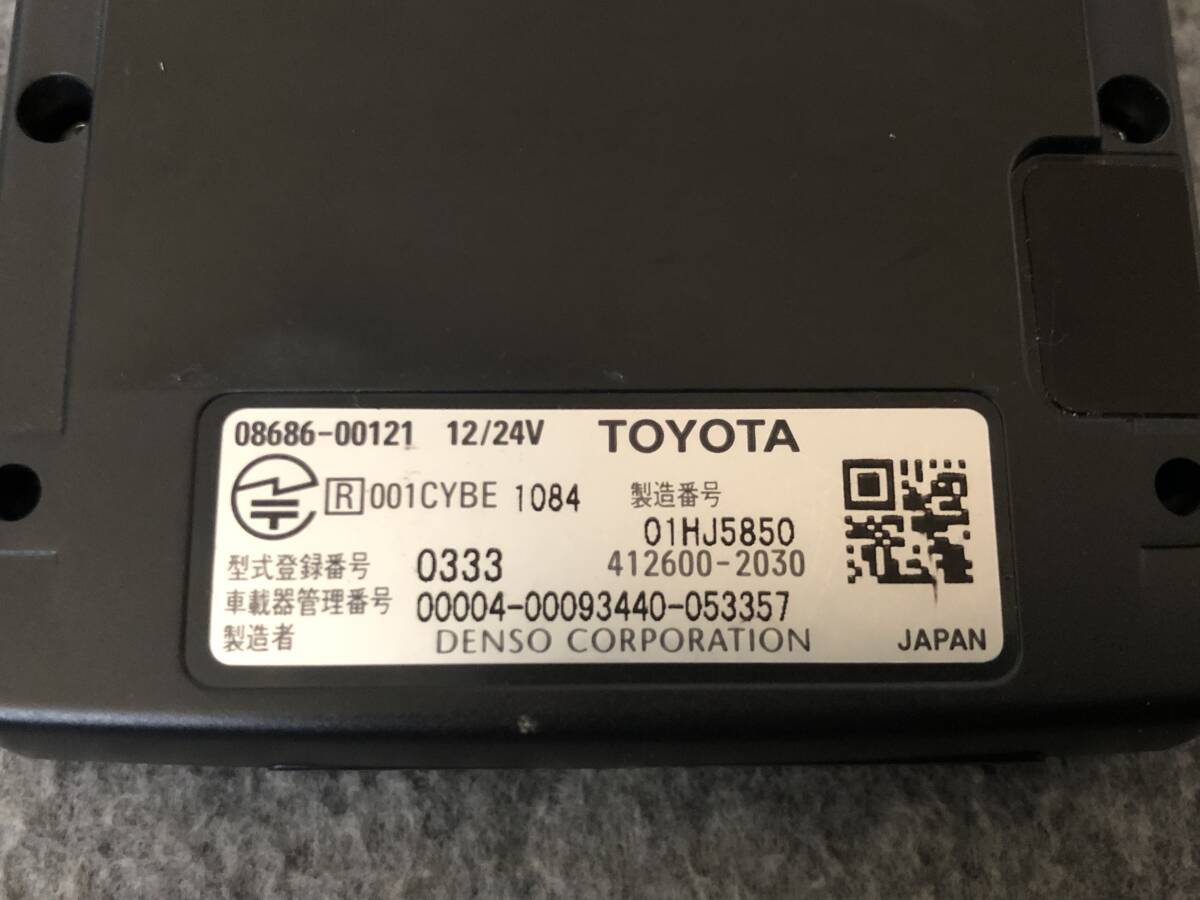 08686-00121 12/24V TOYOTA
R 001CYBE 1084 製造番号
01HJ5850
型式登録番号 0333 412600-2030
車載器管理番号 00004-00093440-053357
製造者 DENSO CORPORATION JAPAN